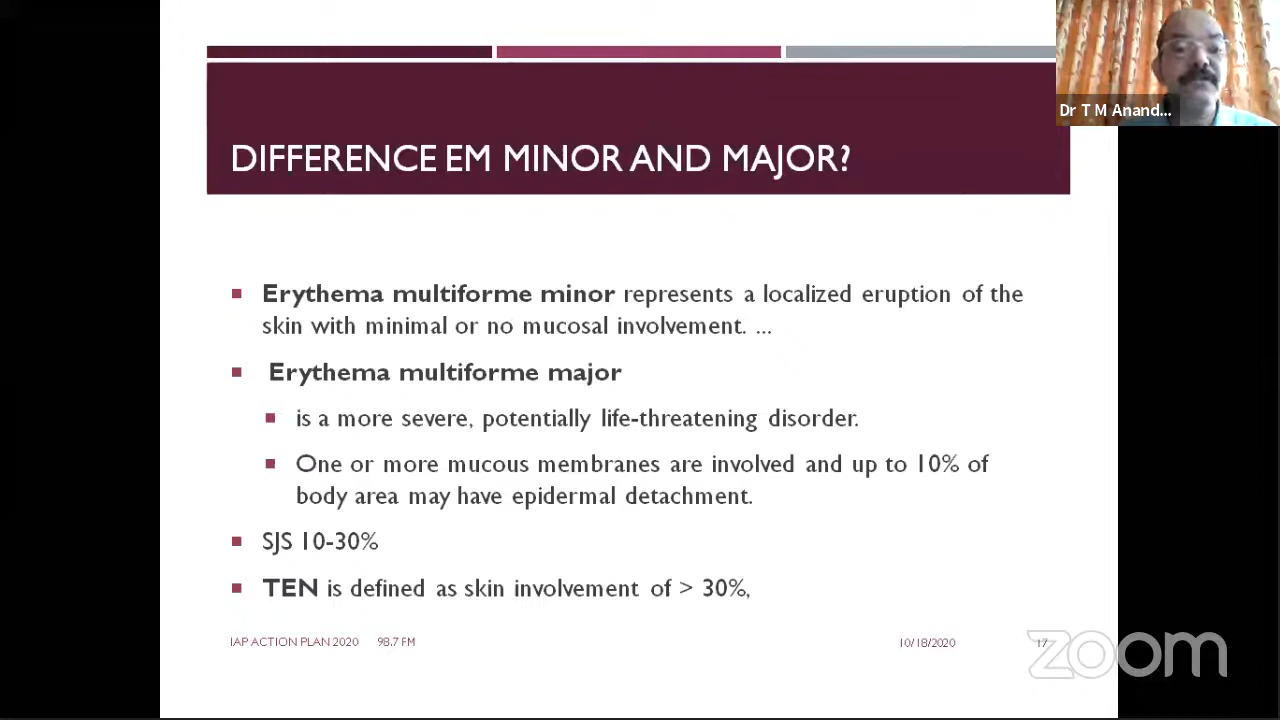 Dr T M Anand...
DIFFERENCE EM MINOR AND MAJOR?
Erythema multiforme minor represents a localized eruption of the
skin with minimal or no mucosal involvement. ...
Erythema multiforme major
is a more severe, potentially life-threatening disorder.
One or more mucous membranes are involved and up to 10% of
body area may have epidermal detachment.
SJS 10-30%
TEN is defined as skin involvement of > 30%,
IAP ACTION PLAN 2020 98.7 FM
10/18/2020
17
zoom